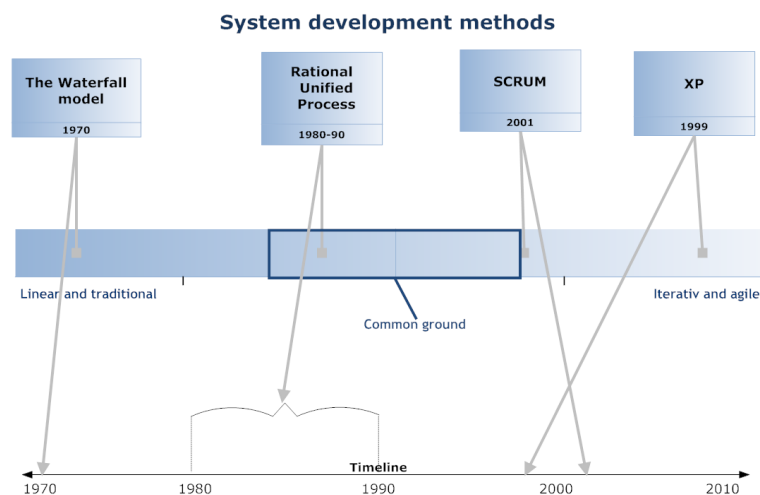 System development methods
The Waterfall
model
1970
Rational
Unified
Process
1980-90
SCRUM
2001
XP
1999
Linear and traditional
Iterativ and agile
Common ground
Timeline
1970
1980
1990
2000
2010